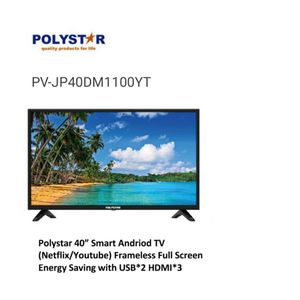 POLYSTAR
quality products for life
PV-JP40DM1100YT
POLYSTAR
Polystar 40” Smart Andriod TV
(Netflix/Youtube) Frameless Full Screen
Energy Saving with USB*2 HDMI*3